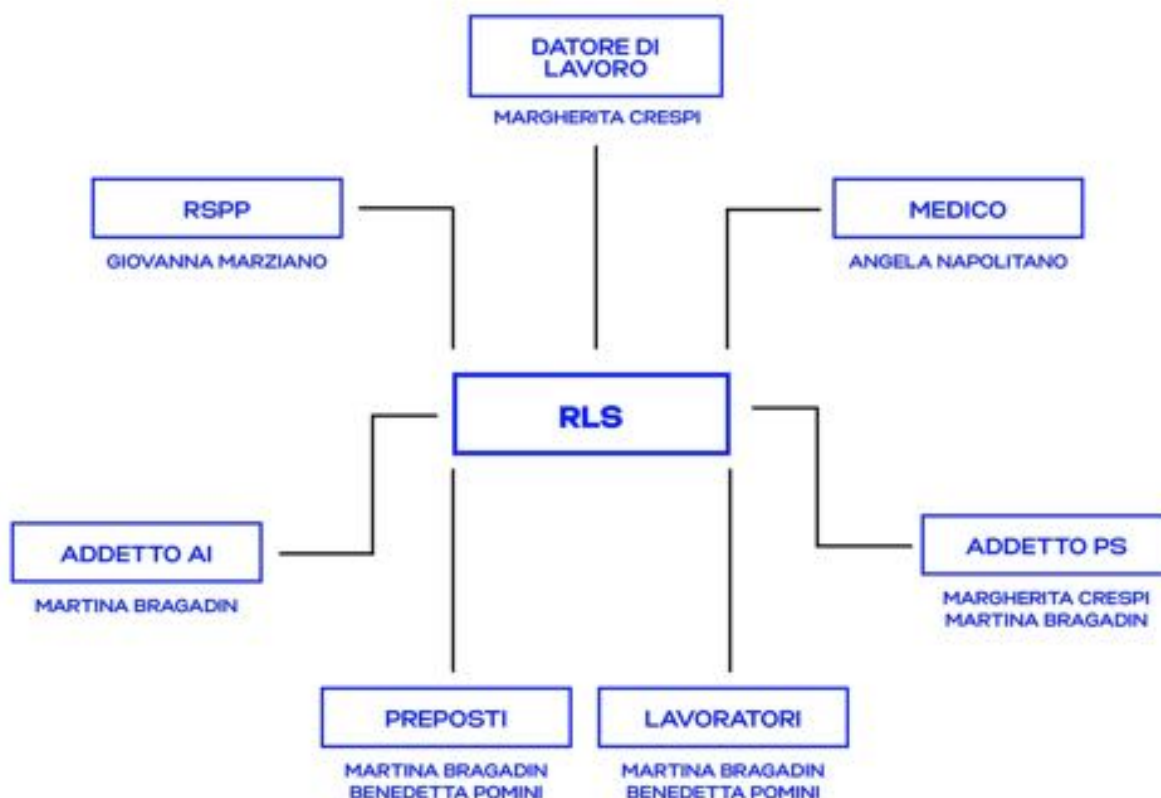 DATORE DI
LAVORO
MARGHERITA CRESPI
RSPP
GIOVANNA MARZIANO
MEDICO
ANGELA NAPOLITANO
RLS
ADDETTO AI
MARTINA BRAGADIN
ADDETTO PS
MARGHERITA CRESPI
MARTINA BRAGADIN
PREPOSTI
MARTINA BRAGADIN
BENEDETTA POMINI
LAVORATORI
MARTINA BRAGADIN
BENEDETTA POMINI